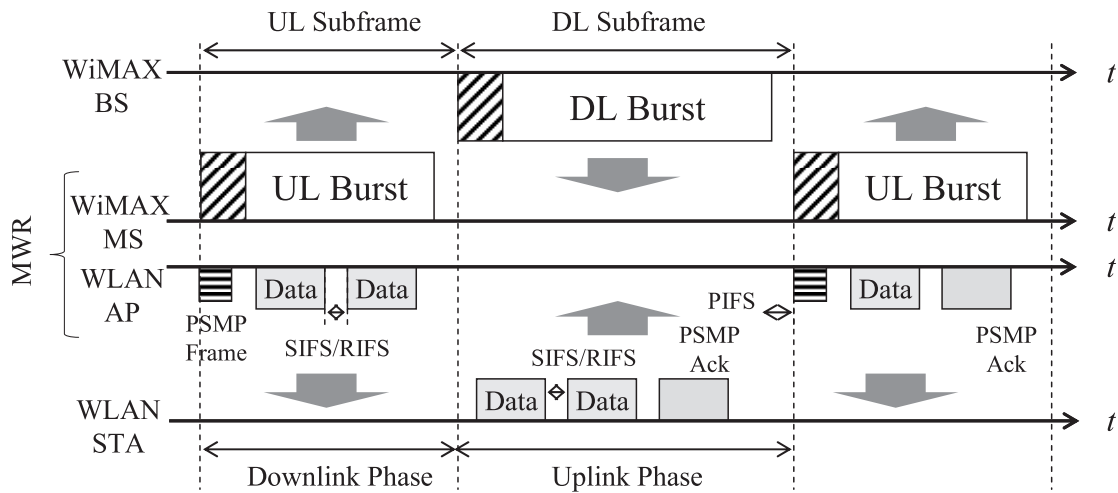 UL Subframe
DL Subframe
WiMAX
BS
t
DL Burst
UL Burst
UL Burst
WiMAX
MS
t
MWR
WLAN
AP
t
Data
Data
Data
PIFS
PSMP
Frame
SIFS/RIFS
PSMP
Ack
PSMP
Ack
SIFS/RIFS
Data
Data
WLAN
STA
t
Downlink Phase
Uplink Phase